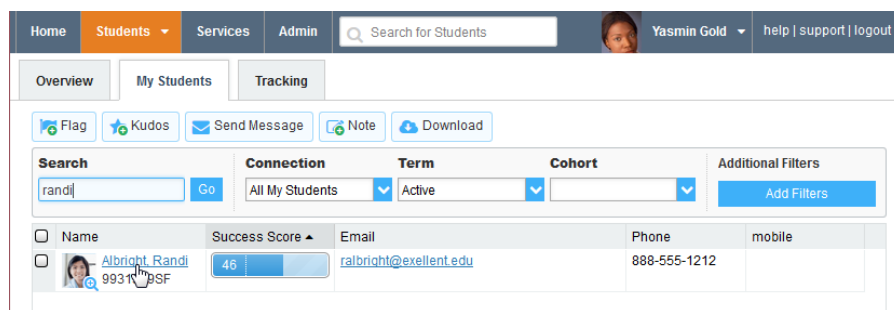 Home Students Services Admin Search for Students Yasmin Gold help | support | logout
Overview My Students Tracking
Flag Kudos Send Message Note Download
Search Connection Term Cohort Additional Filters
randi Go All My Students Active Add Filters
Name Success Score Email Phone mobile
Albright, Randi 46 ralbright@exellent.edu 888-555-1212